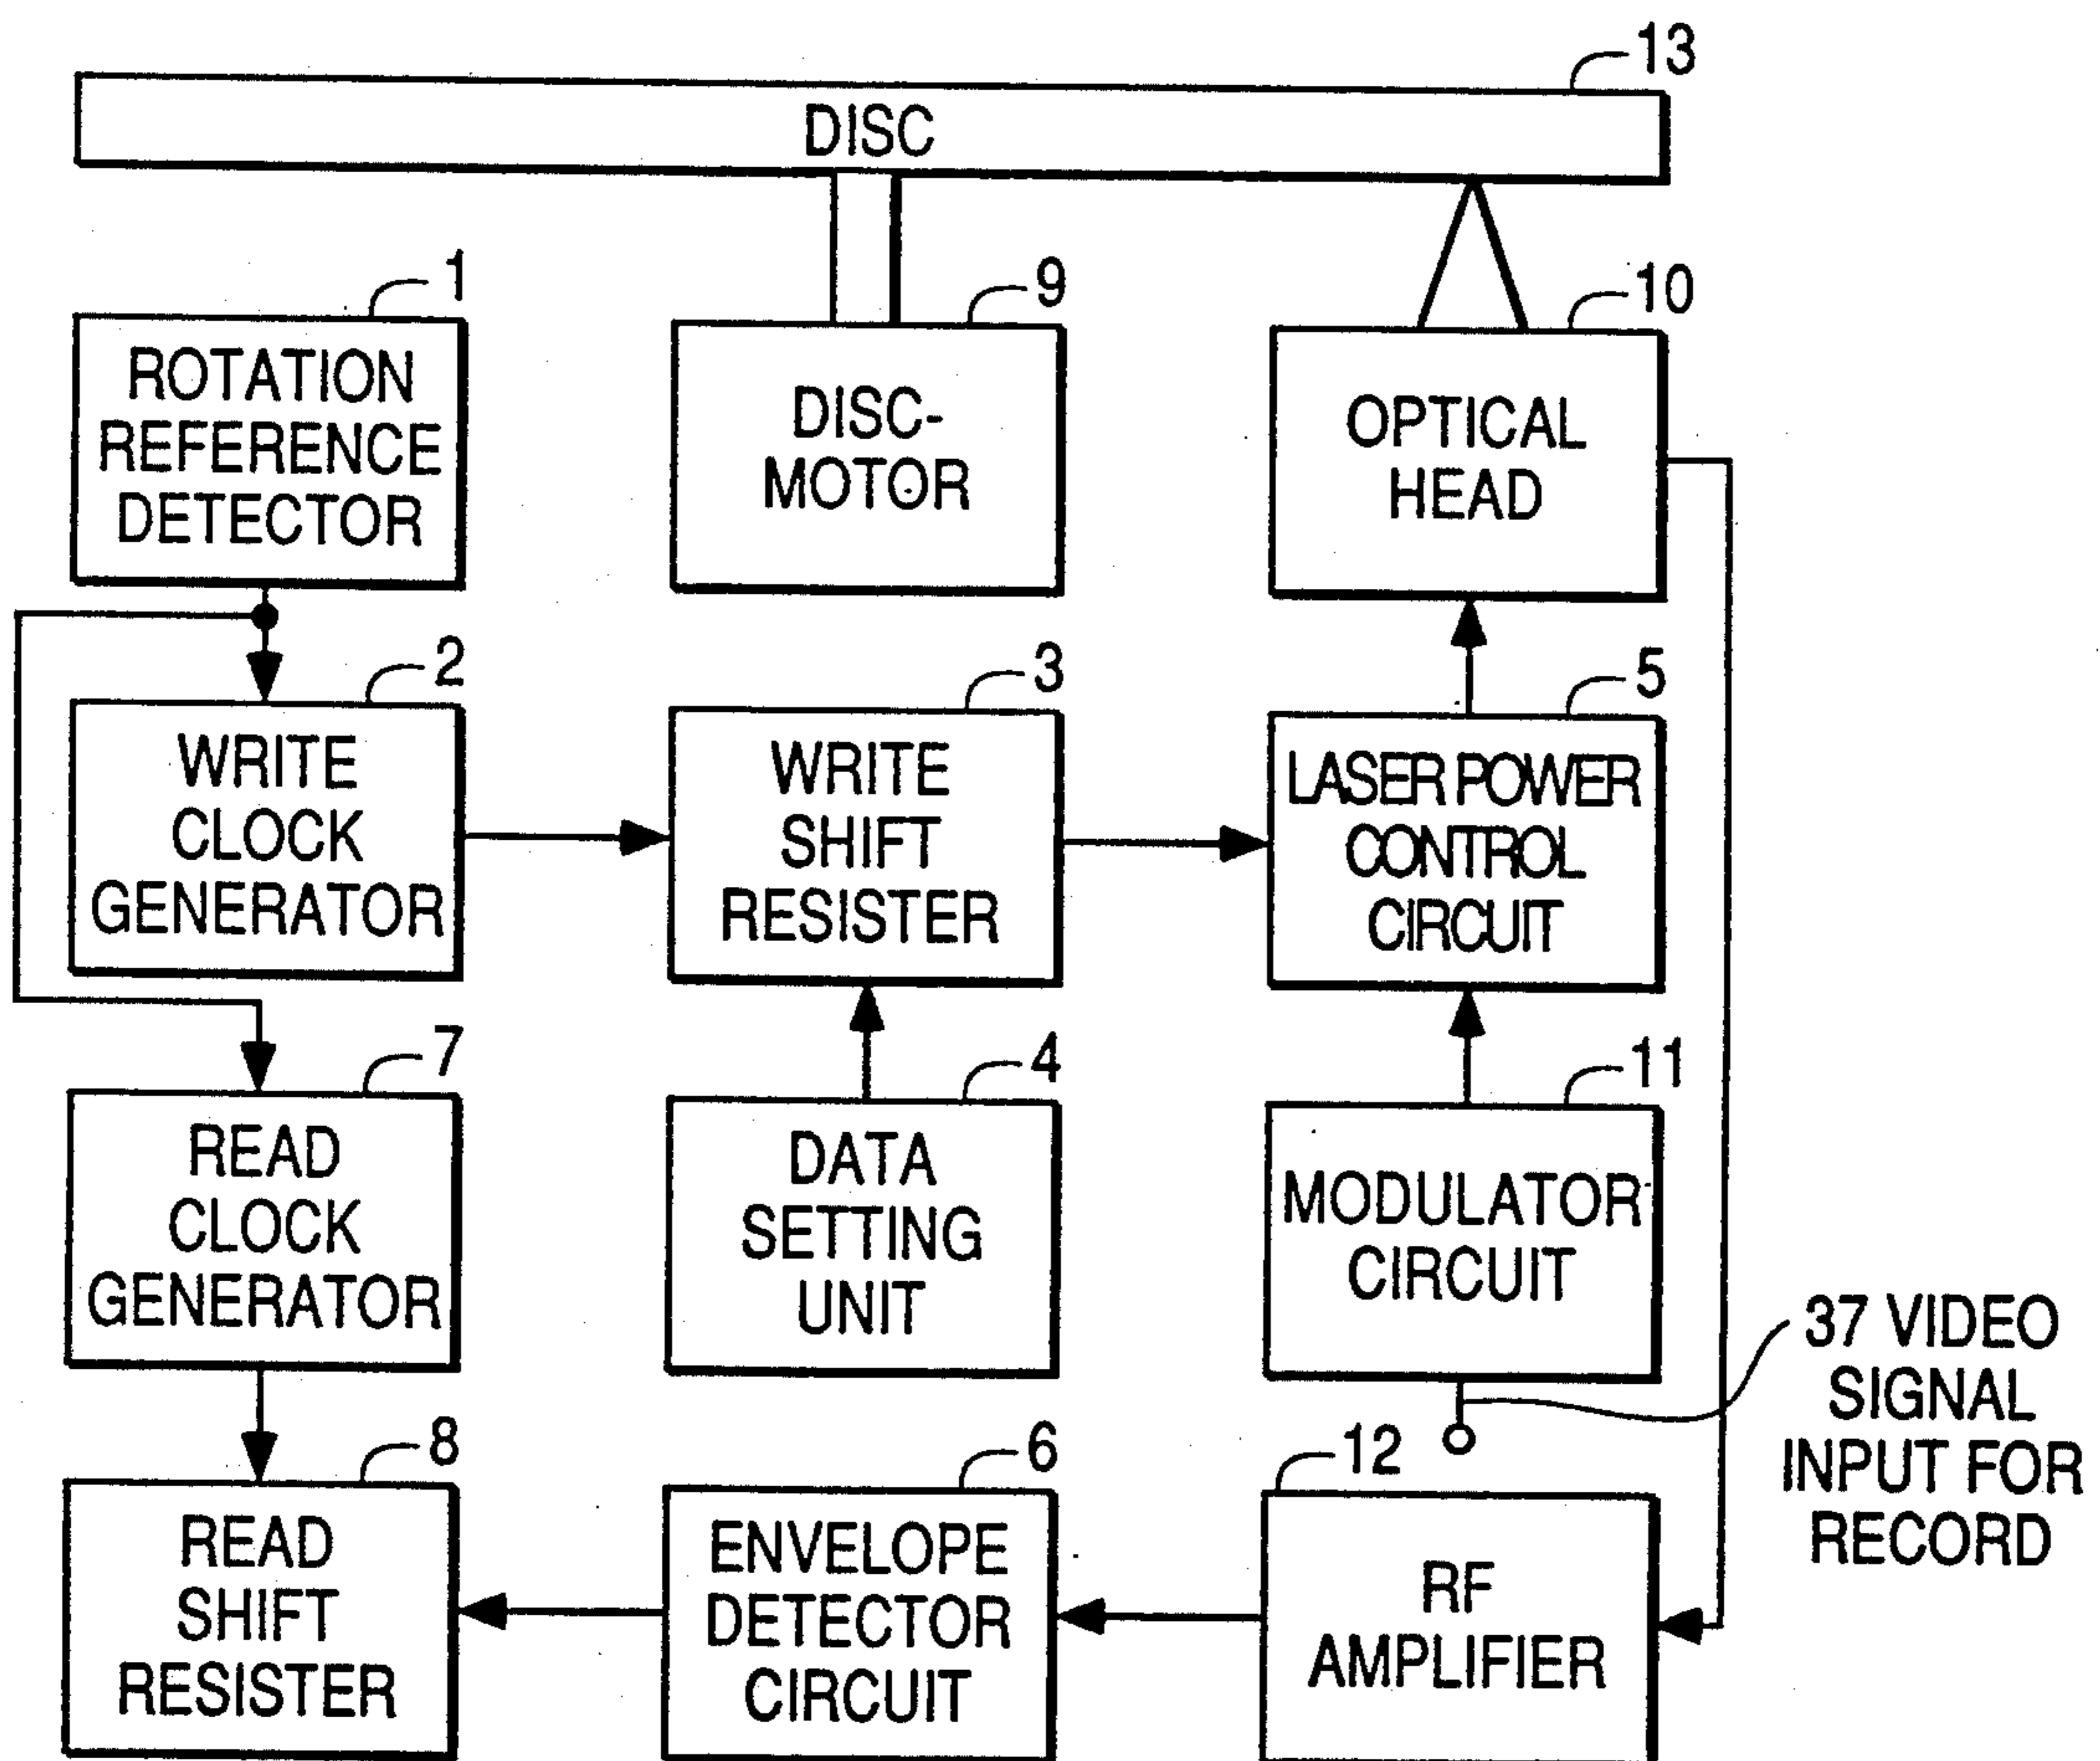 13
DISC
1
ROTATION
REFERENCE
DETECTOR
9
DISC-
MOTOR
10
OPTICAL
HEAD
2
WRITE
CLOCK
GENERATOR
3
WRITE
SHIFT
RESISTER
5
LASER POWER
CONTROL
CIRCUIT
7
READ
CLOCK
GENERATOR
4
DATA
SETTING
UNIT
11
MODULATOR
CIRCUIT
37 VIDEO
SIGNAL
INPUT FOR
RECORD
8
READ
SHIFT
RESISTER
6
ENVELOPE
DETECTOR
CIRCUIT
12
RF
AMPLIFIER